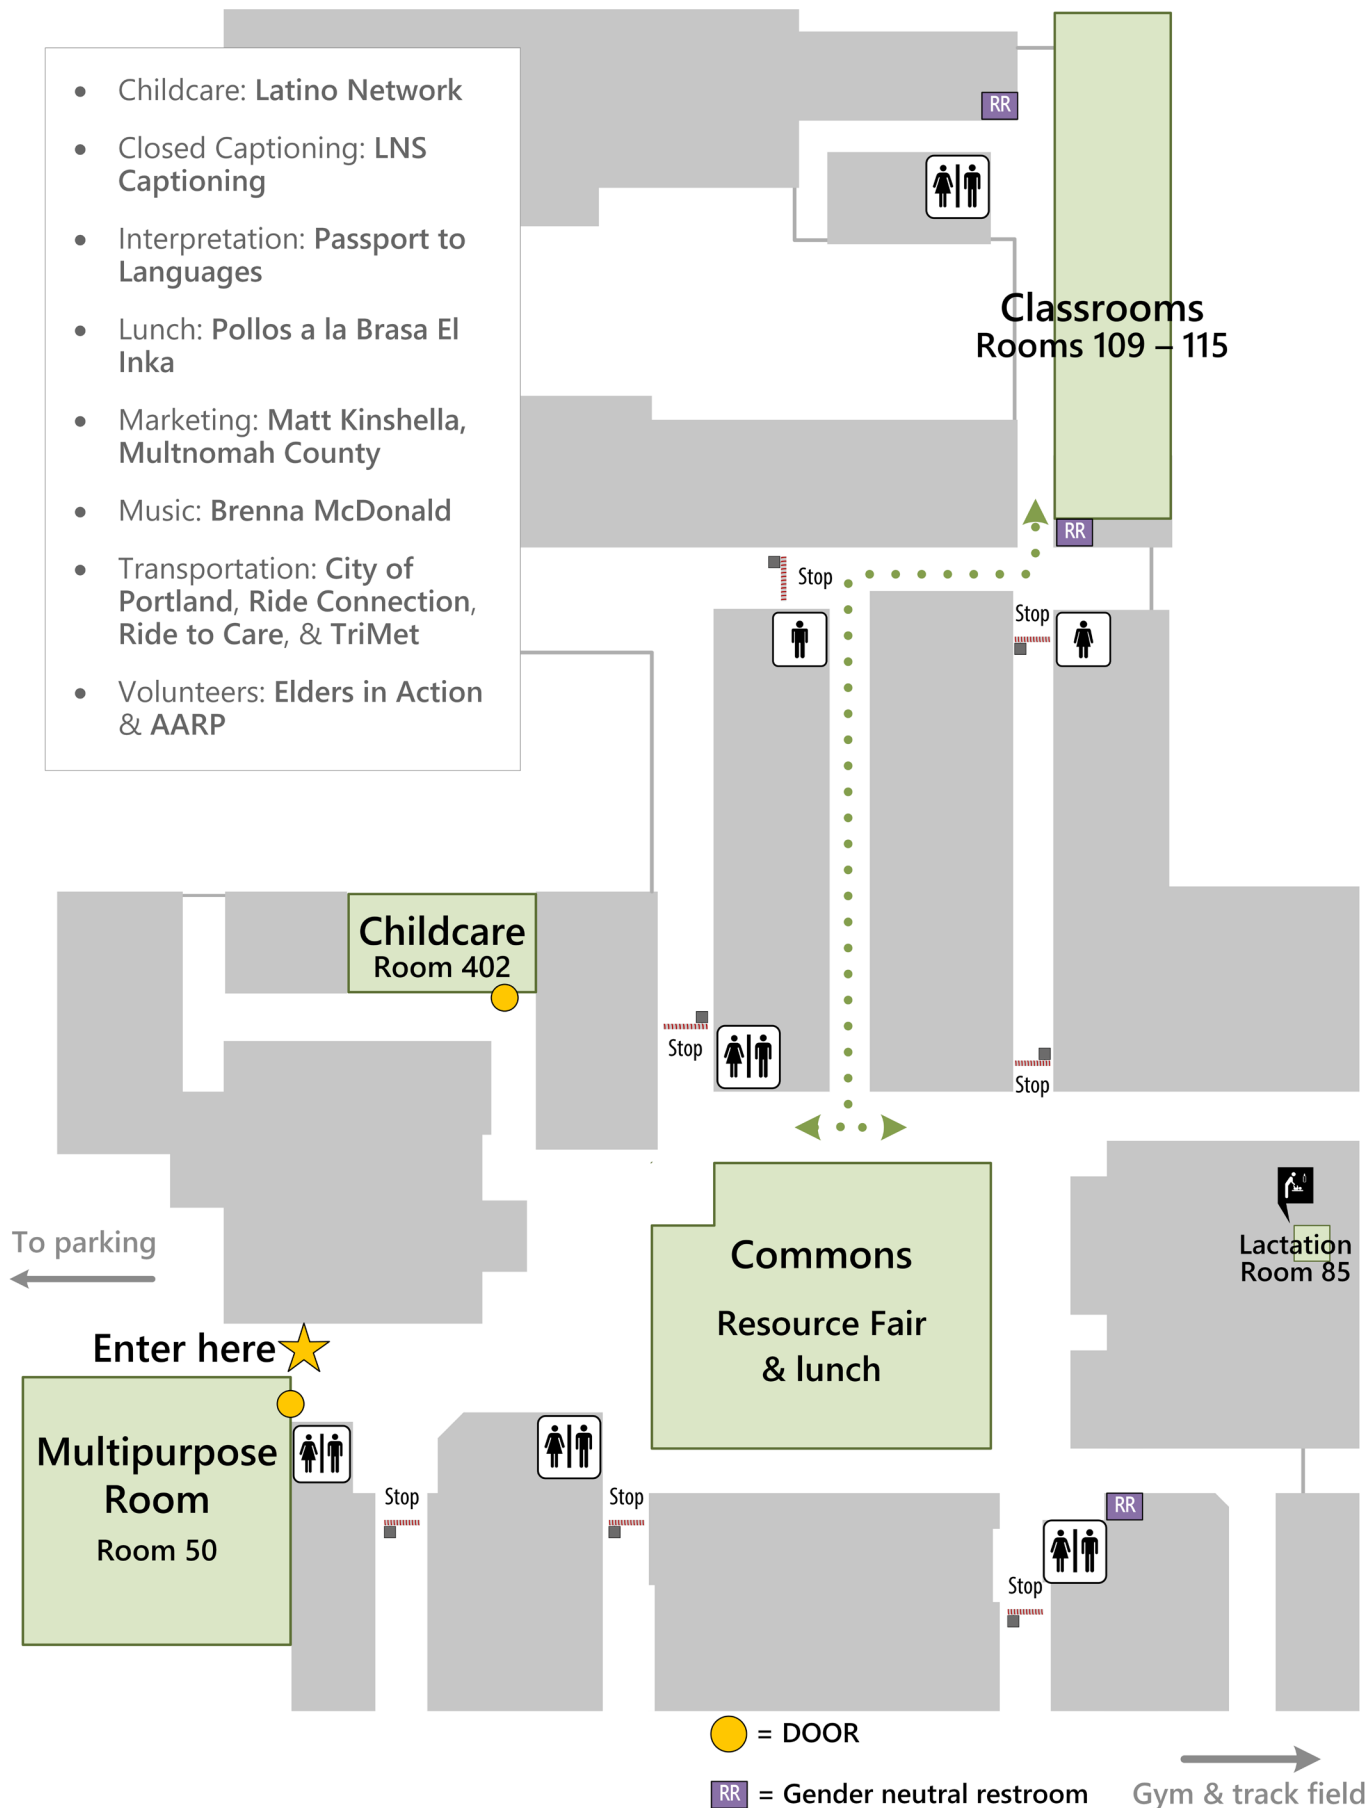 • Childcare: Latino Network
• Closed Captioning: LNS
Captioning
• Interpretation: Passport to
Languages
• Lunch: Pollos a la Brasa El
Inka
• Marketing: Matt Kinshella,
Multnomah County
• Music: Brenna McDonald
• Transportation: City of
Portland, Ride Connection,
Ride to Care, & TriMet
• Volunteers: Elders in Action
& AARP
RR
Classrooms
Rooms 109 – 115
RR
Stop
Stop
Childcare
Room 402
Stop
Stop
To parking
Lactation
Room 85
Commons
Resource Fair
& lunch
Enter here
Multipurpose
Room
Room 50
Stop
Stop
RR
Stop
= DOOR
RR = Gender neutral restroom
Gym & track field